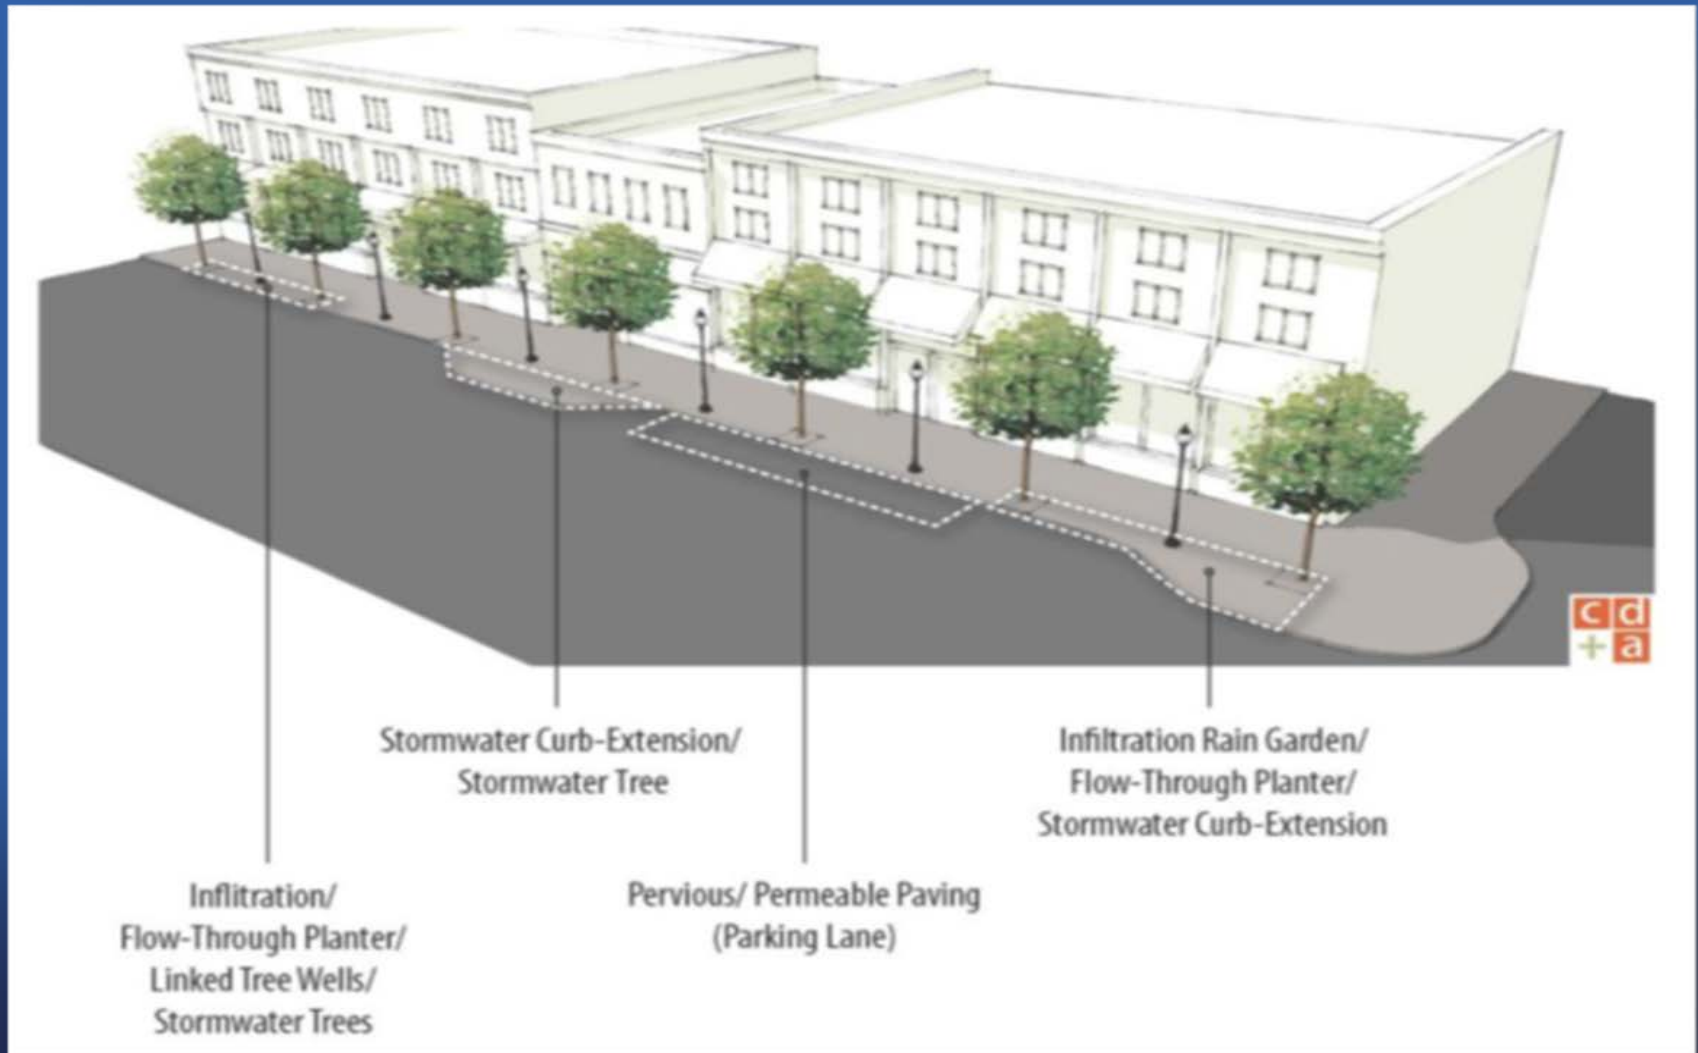 Stormwater Curb-Extension/
Stormwater Tree
Infiltration Rain Garden/
Flow-Through Planter/
Stormwater Curb-Extension
Inflitration/
Flow-Through Planter/
Linked Tree Wells/
Stormwater Trees
Pervious/ Permeable Paving
(Parking Lane)
cd
+a